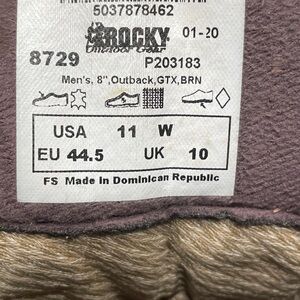 5037878462
ROCKY 01-20
Outdoor Gear
8729 P203183
Men's, 8",Outback,GTX,BRN
USA 11 W
EU 44.5 UK 10
FS Made in Dominican Republic